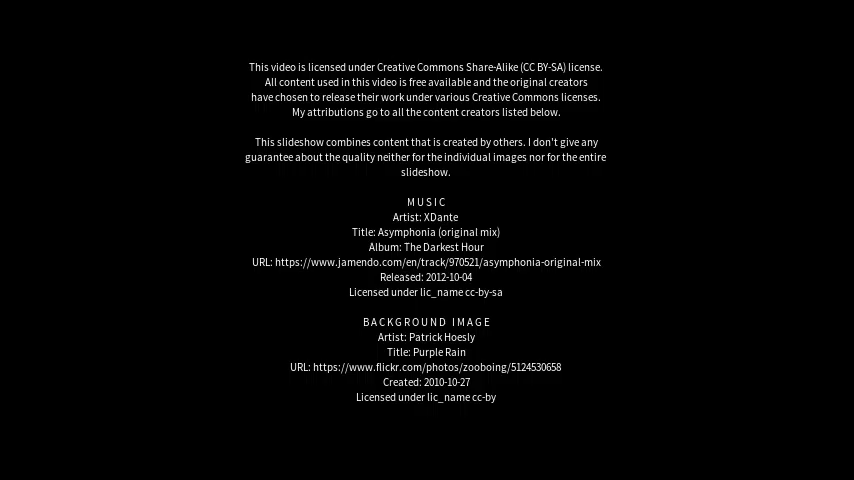 This video is licensed under Creative Commons Share-Alike (CC BY-SA) license.
All content used in this video is free available and the original creators
have chosen to release their work under various Creative Commons licenses.
My attributions go to all the content creators listed below.
This slideshow combines content that is created by others. I don't give any
guarantee about the quality neither for the individual images nor for the entire
slideshow.
MUSIC
Artist: XDante
Title: Asymphonia (original mix)
Album: The Darkest Hour
URL: https://www.jamendo.com/en/track/970521/asymphonia-original-mix
Released: 2012-10-04
Licensed under lic_name cc-by-sa
BACKGROUND IMAGE
Artist: Patrick Hoesly
Title: Purple Rain
URL: https://www.flickr.com/photos/zooboing/5124530658
Created: 2010-10-27
Licensed under lic_name cc-by